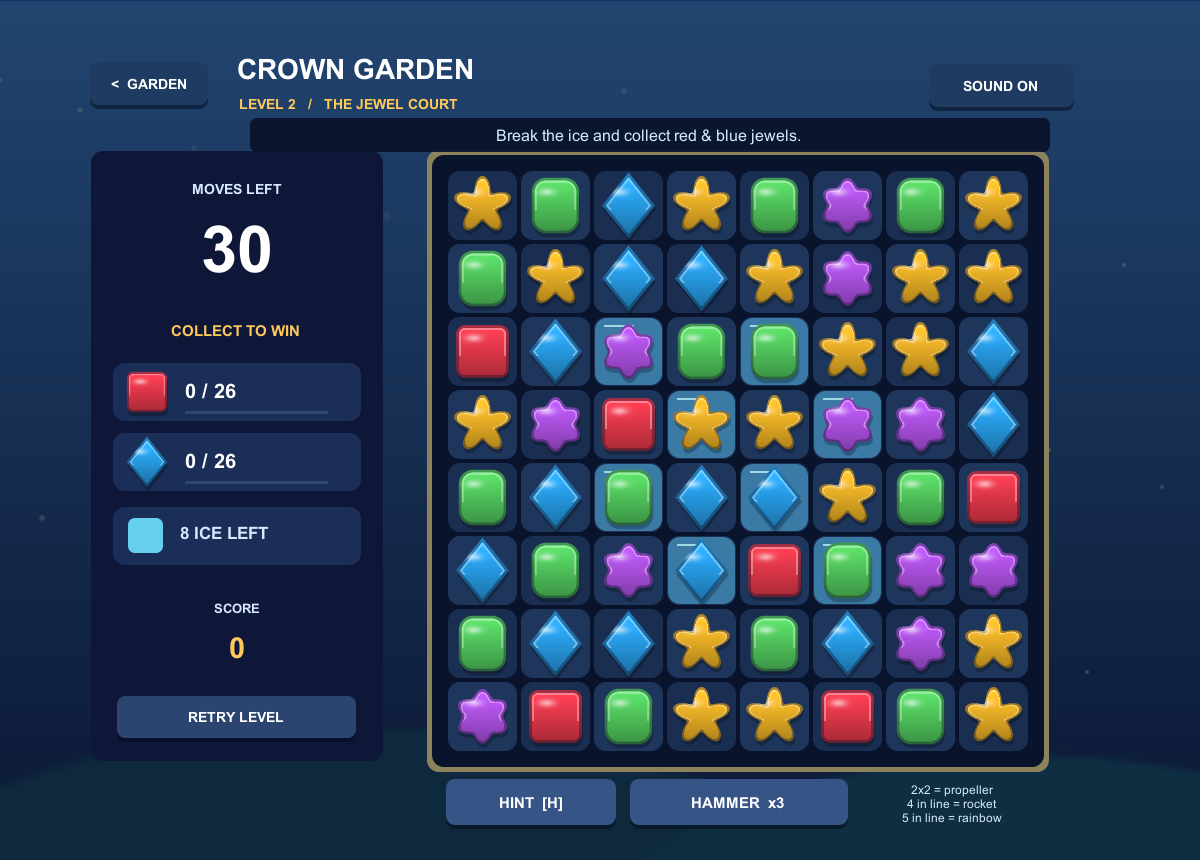 < GARDEN
CROWN GARDEN
LEVEL 2 / THE JEWEL COURT
SOUND ON
Break the ice and collect red & blue jewels.
MOVES LEFT
30
COLLECT TO WIN
0 / 26
0 / 26
8 ICE LEFT
SCORE
0
RETRY LEVEL
HINT [H]
HAMMER x3
2x2 = propeller
4 in line = rocket
5 in line = rainbow